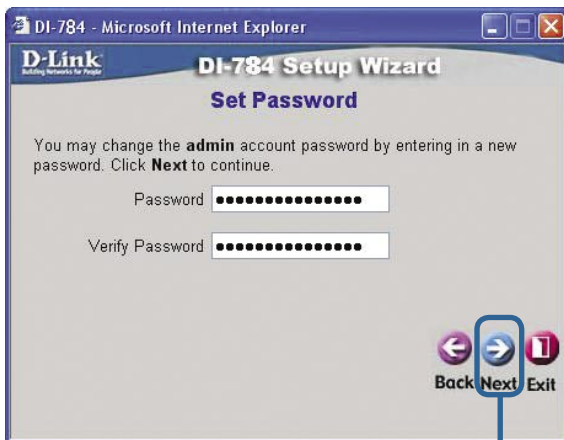 DI-784 - Microsoft Internet Explorer
D-Link
Building Networks for People
DI-784 Setup Wizard
Set Password
You may change the admin account password by entering in a new
password. Click Next to continue.
Password ●●●●●●●●●●●●●●●
Verify Password ●●●●●●●●●●●●●●●
Back Next Exit